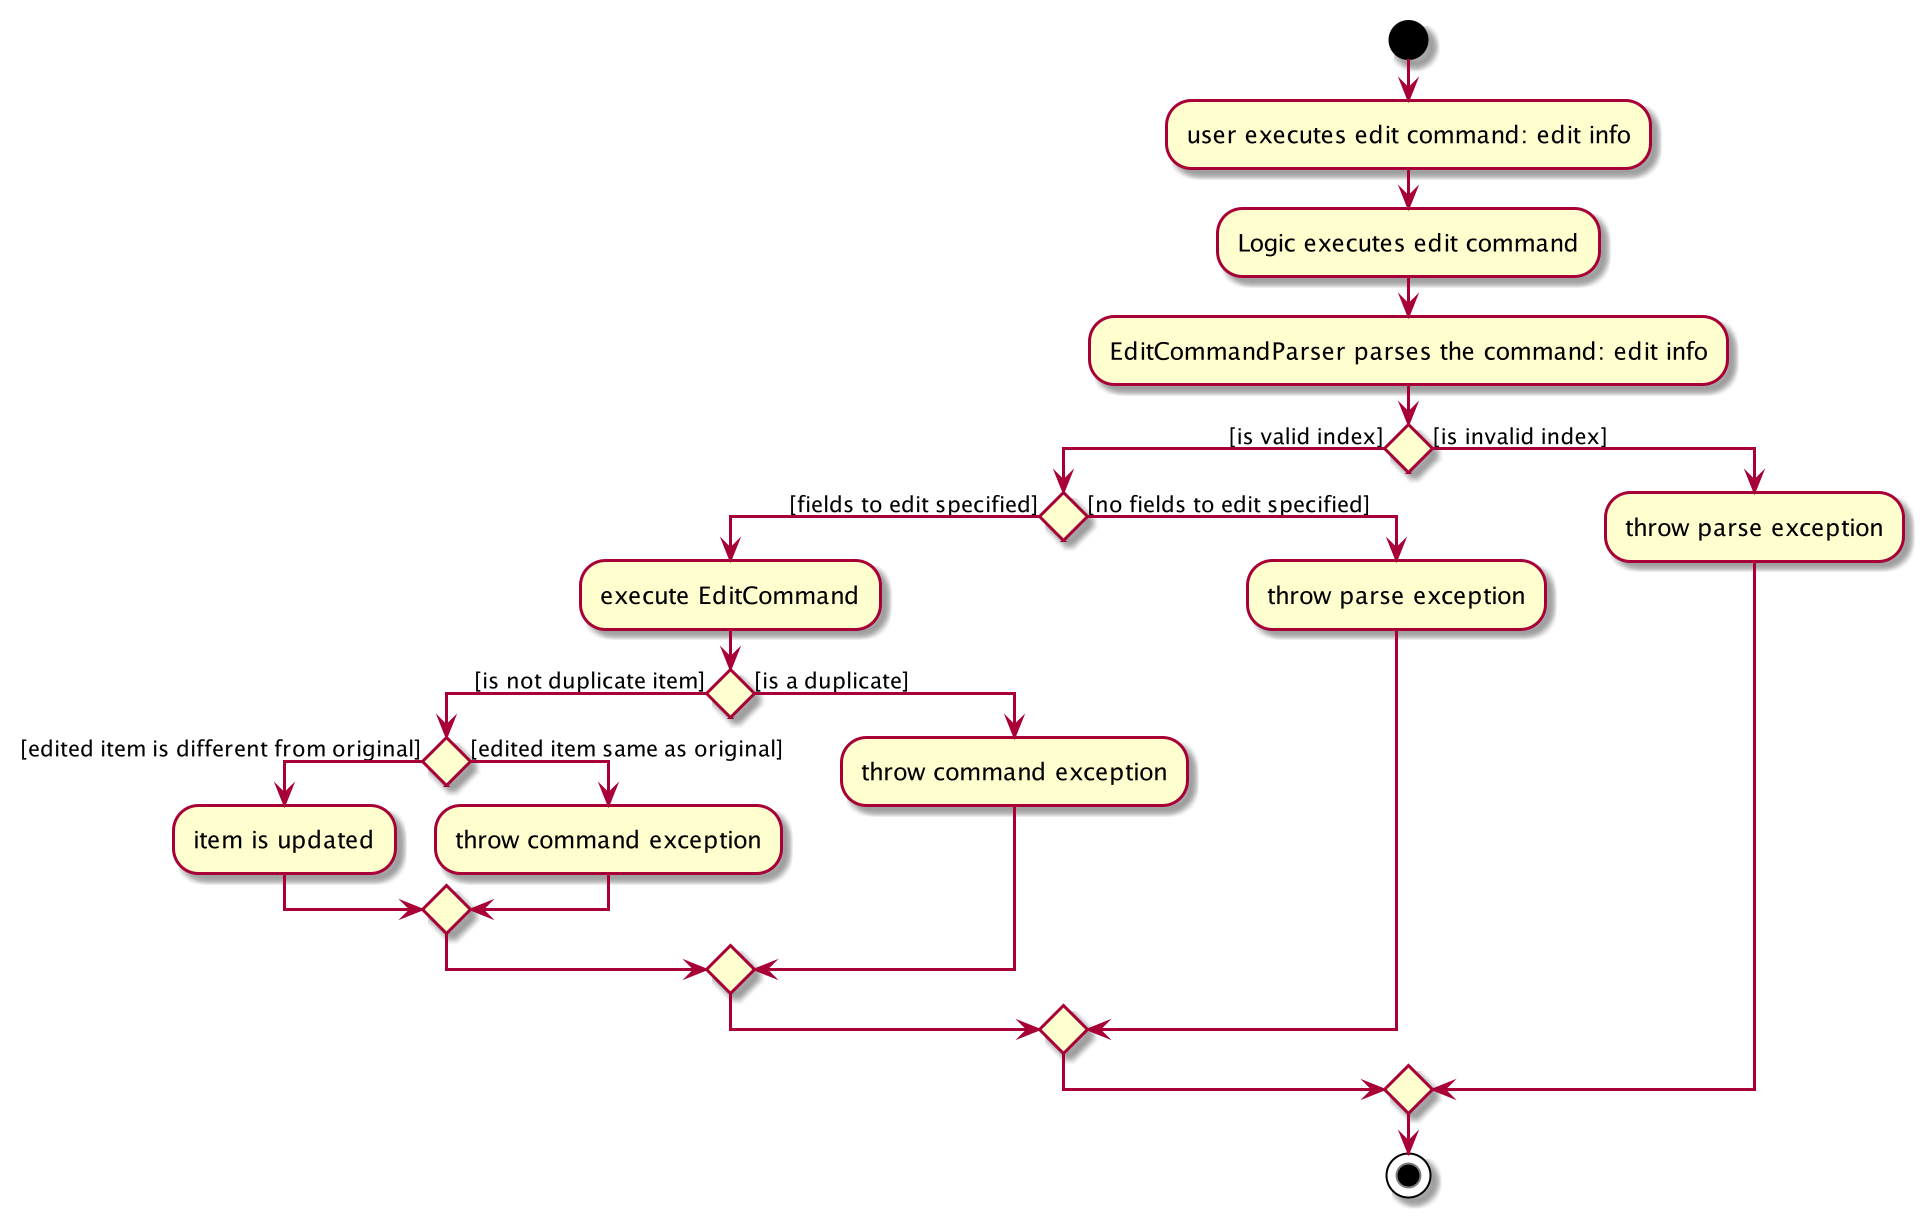 user executes edit command: edit info
Logic executes edit command
EditCommandParser parses the command: edit info
[is valid index]
[is invalid index]
[fields to edit specified]
[no fields to edit specified]
throw parse exception
execute EditCommand
throw parse exception
[is not duplicate item]
[is a duplicate]
[edited item is different from original]
[edited item same as original]
throw command exception
item is updated
throw command exception